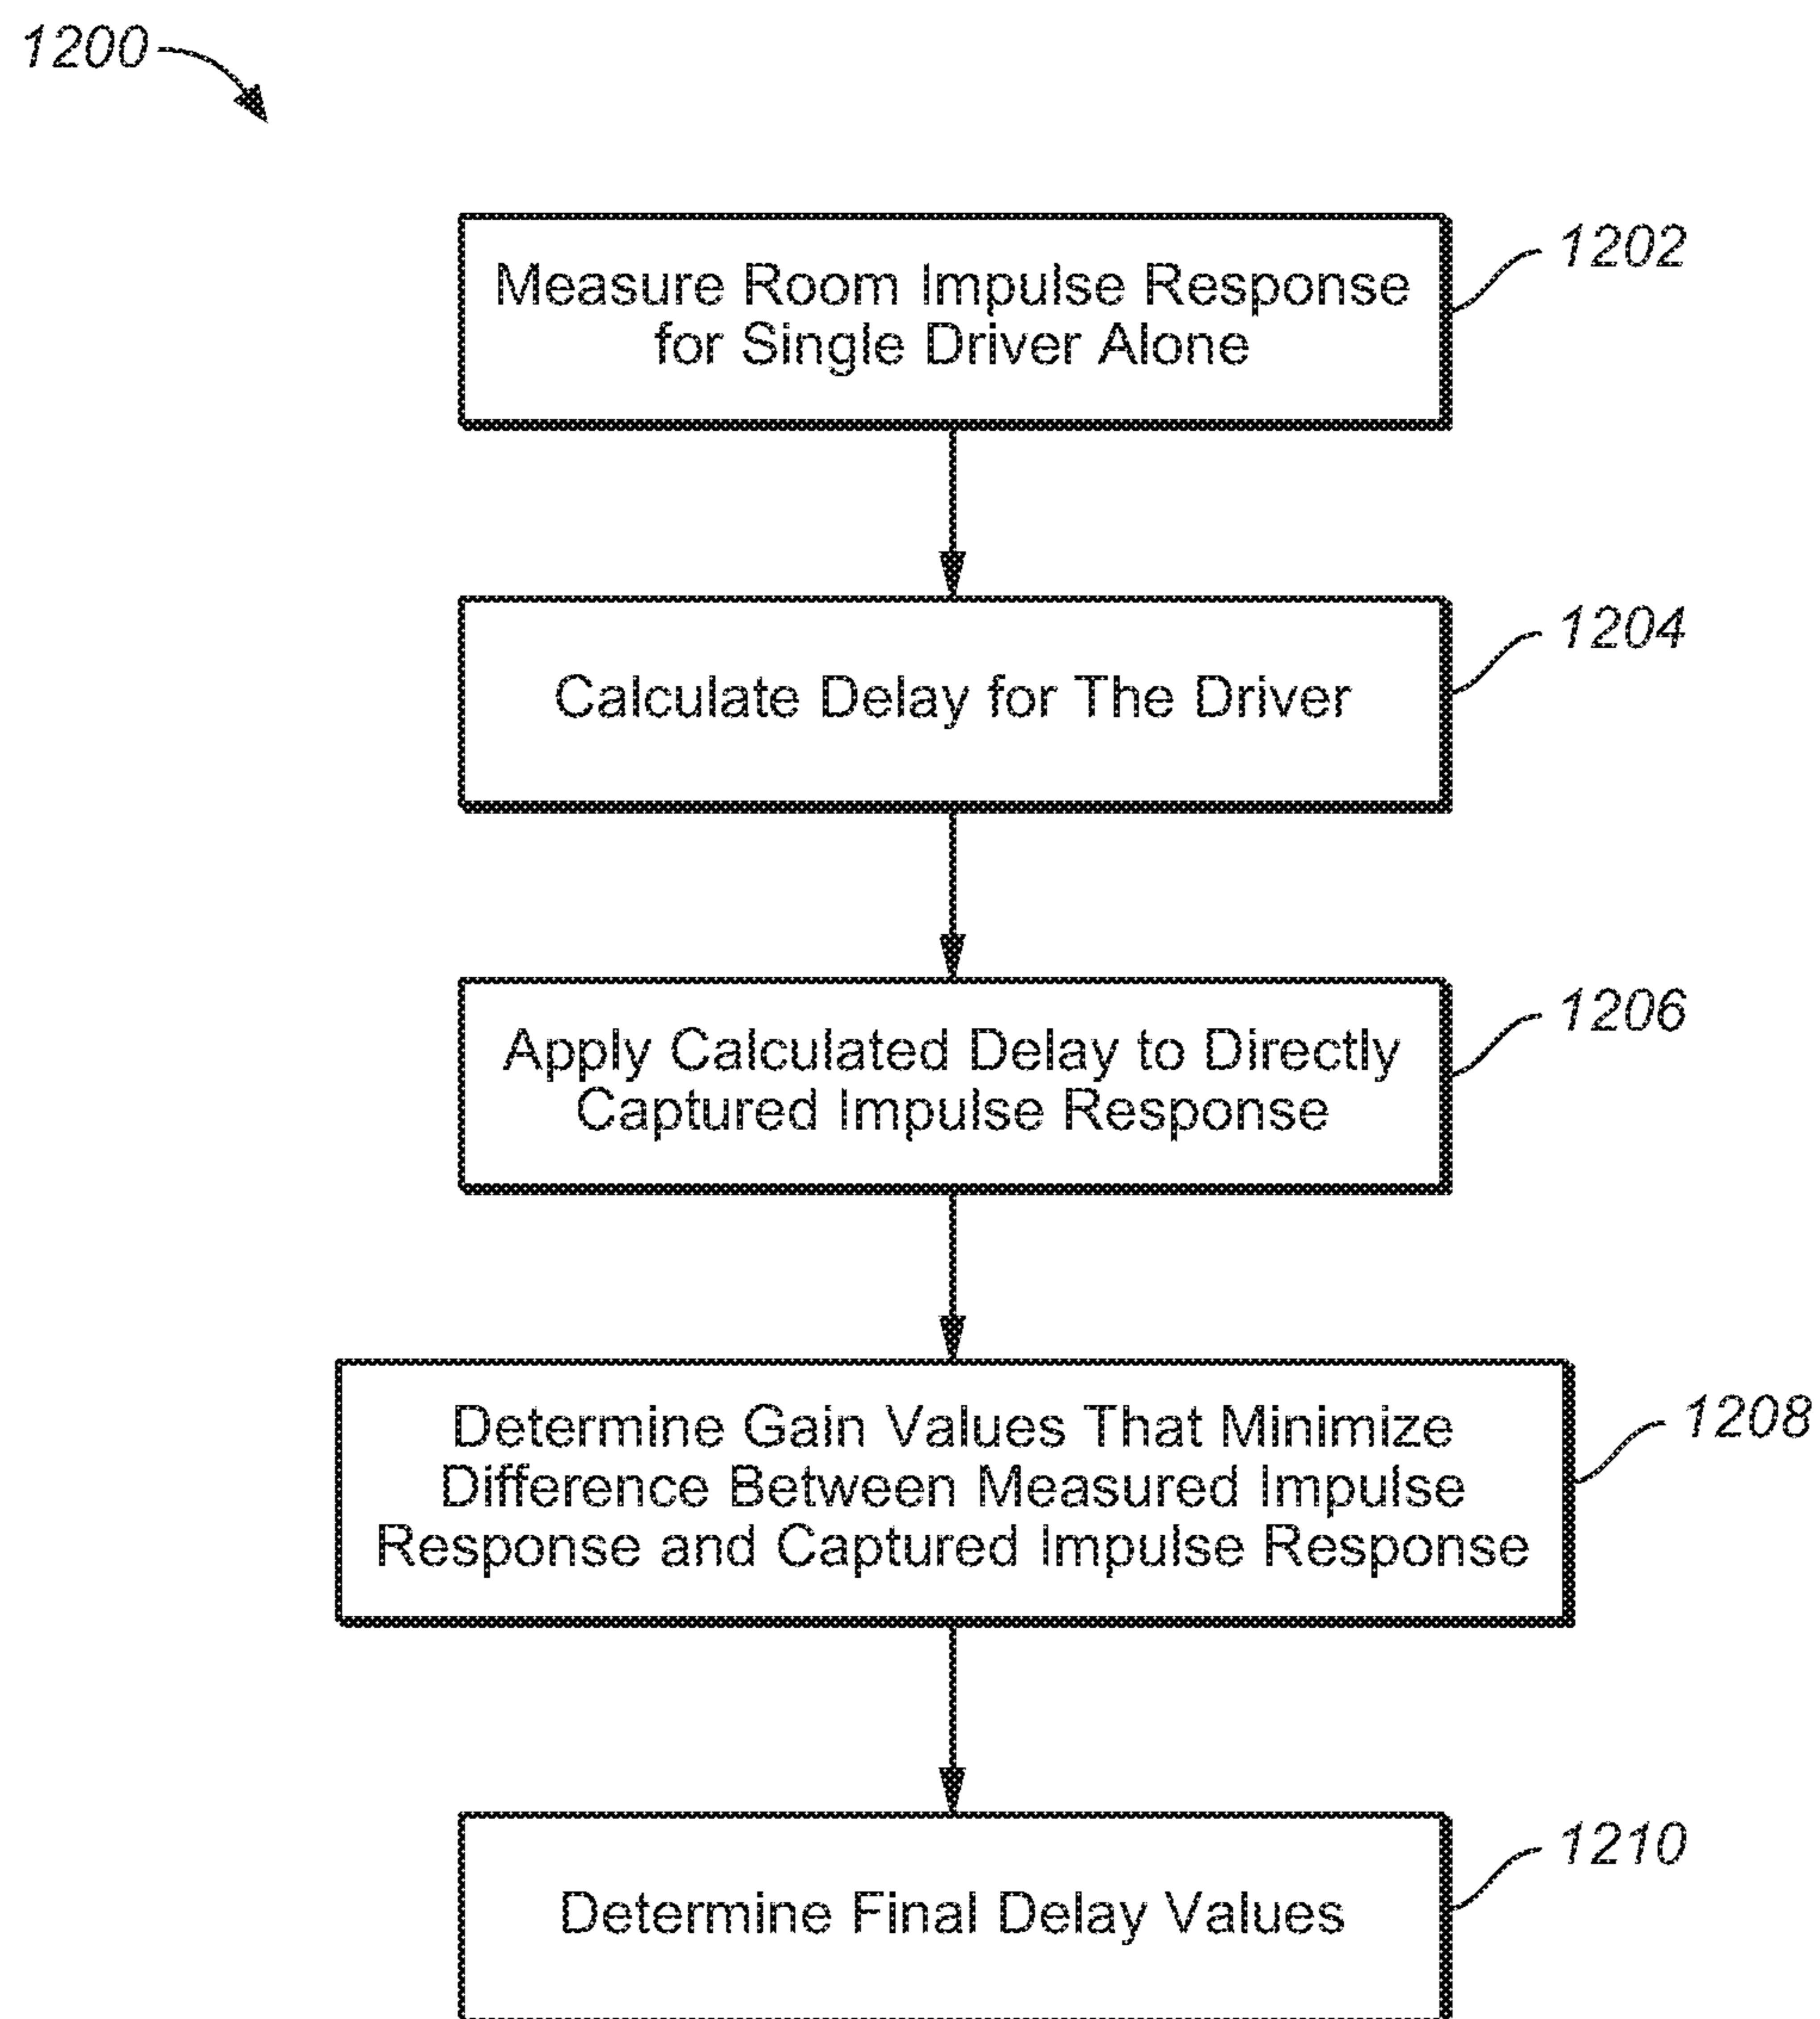 1200
Measure Room Impulse Response
for Single Driver Alone
1202
Calculate Delay for The Driver
1204
Apply Calculated Delay to Directly
Captured Impulse Response
1206
Determine Gain Values That Minimize
Difference Between Measured Impulse
Response and Captured Impulse Response
1208
Determine Final Delay Values
1210